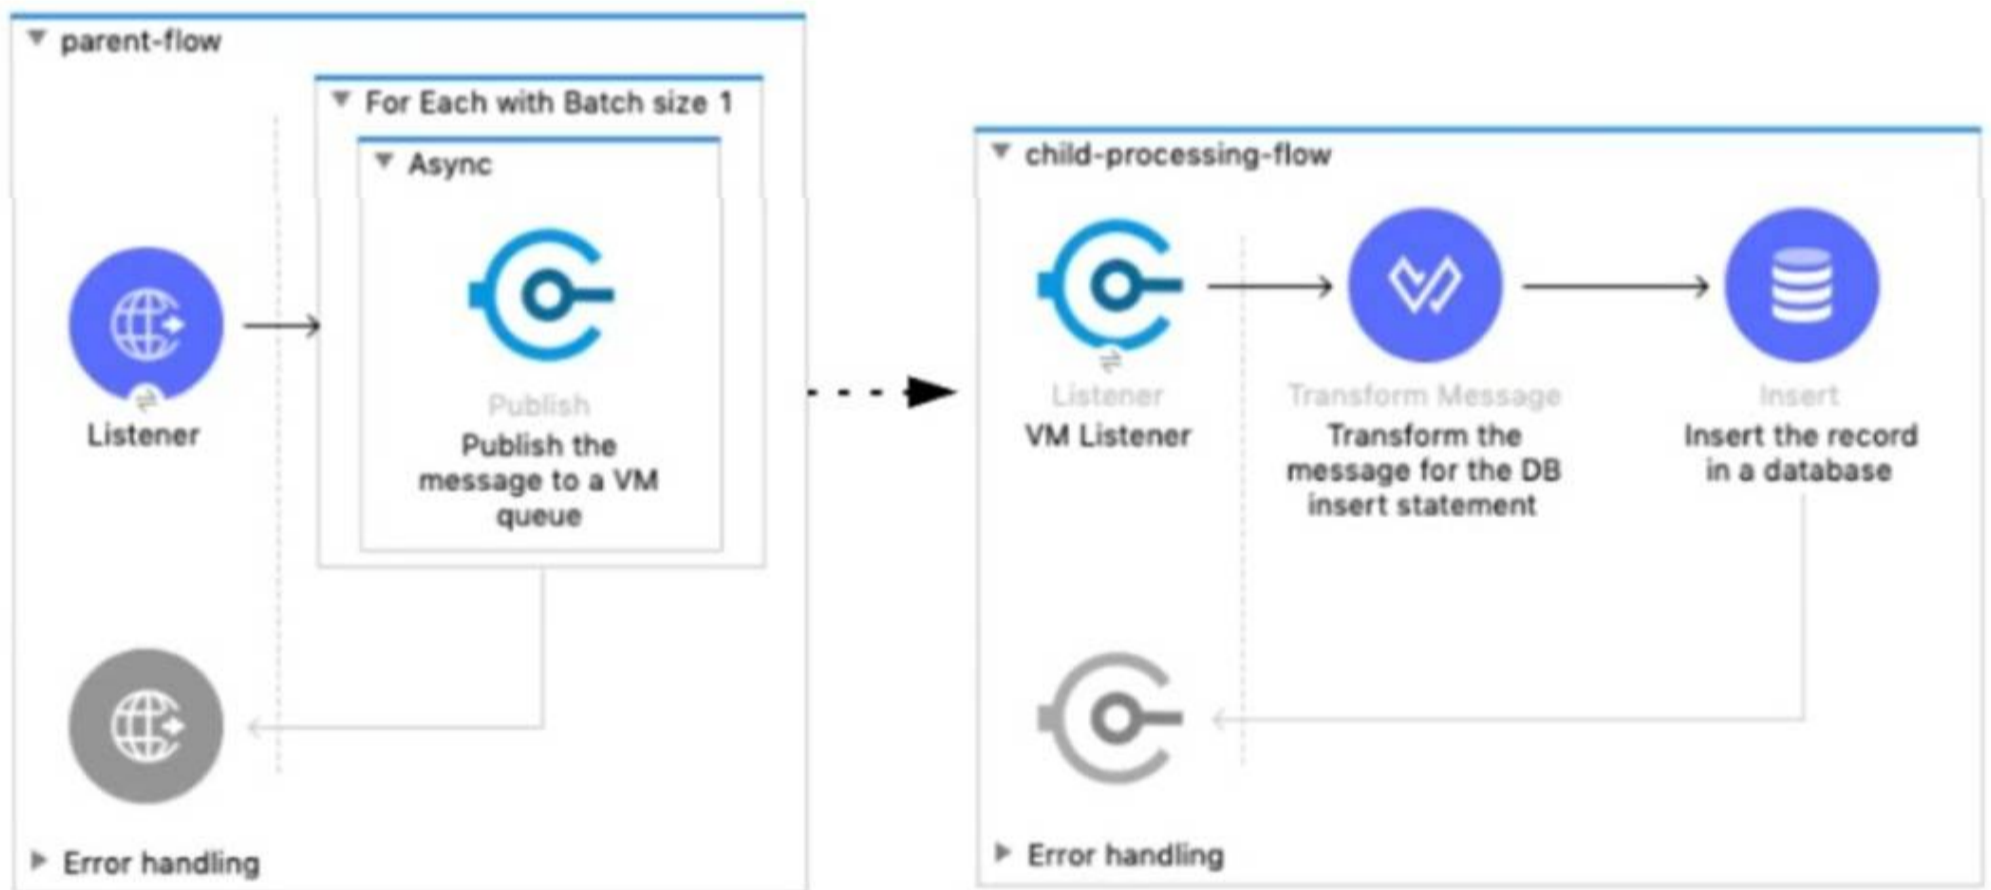 parent-flow
For Each with Batch size 1
Async
Listener
Publish
Publish the
message to a VM
queue
Error handling
child-processing-flow
Listener
VM Listener
Transform Message
Transform the
message for the DB
insert statement
Insert
Insert the record
in a database
Error handling